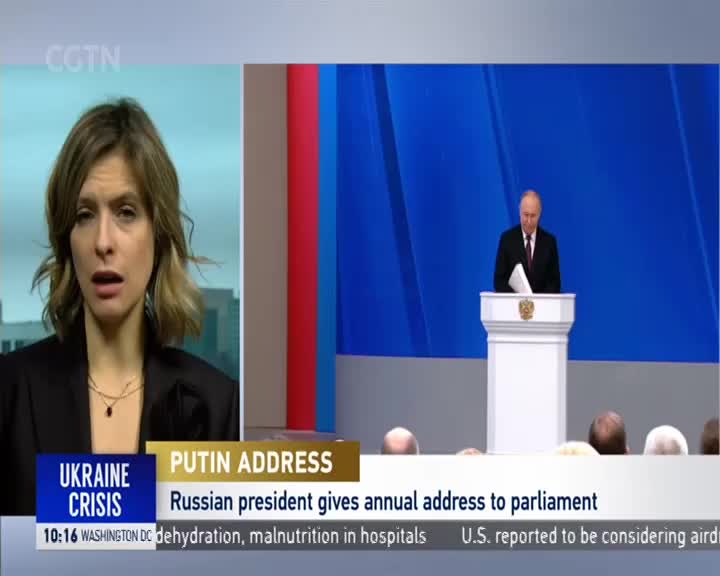 CGTN
PUTIN ADDRESS
UKRAINE
CRISIS
Russian president gives annual address to parliament
10:16 WASHINGTON DC
dehydration, malnutrition in hospitals U.S. reported to be considering